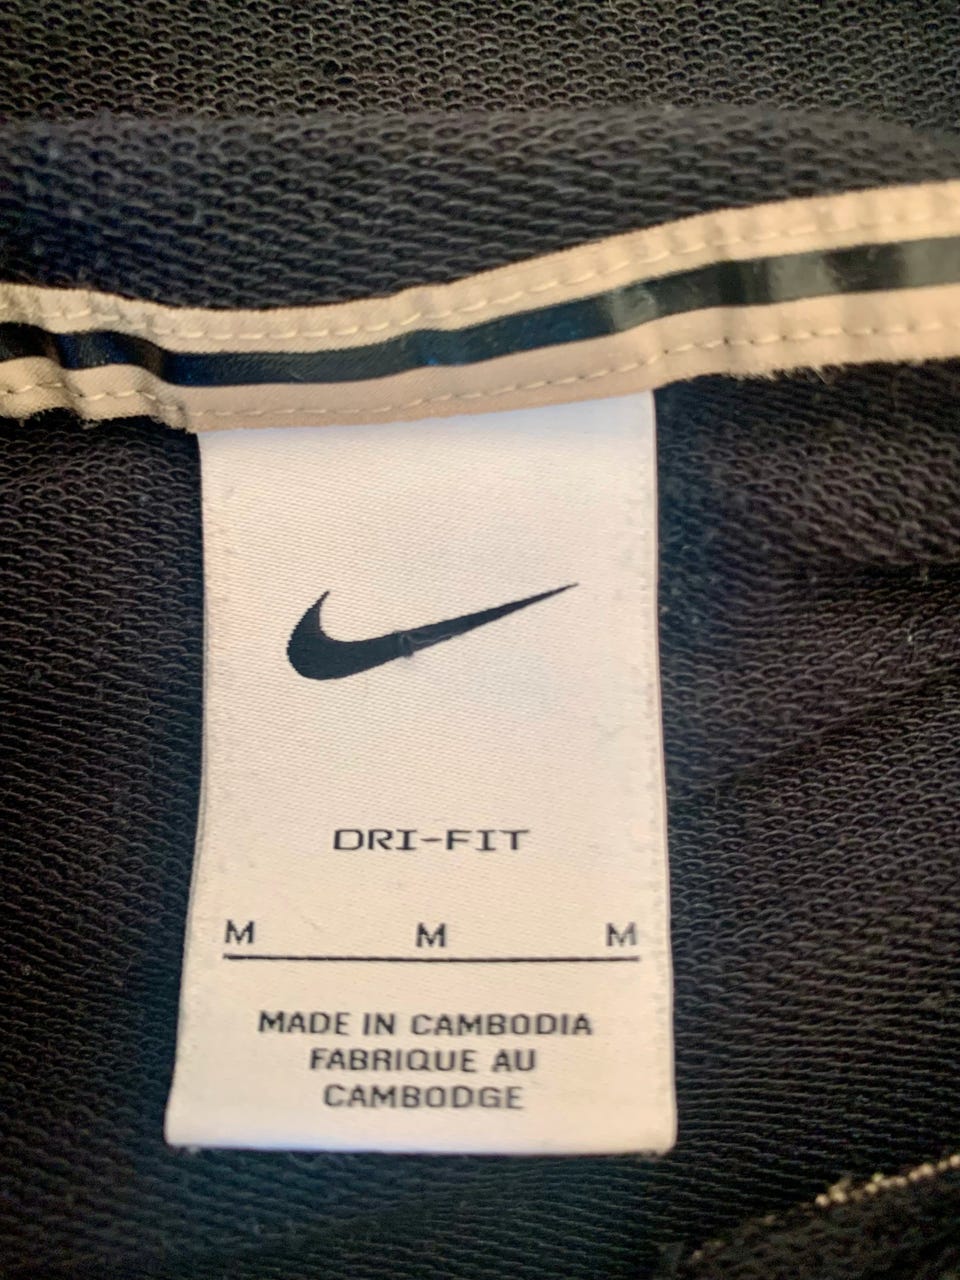 DRI-FIT
M M M
MADE IN CAMBODIA
FABRIQUE AU
CAMBODGE